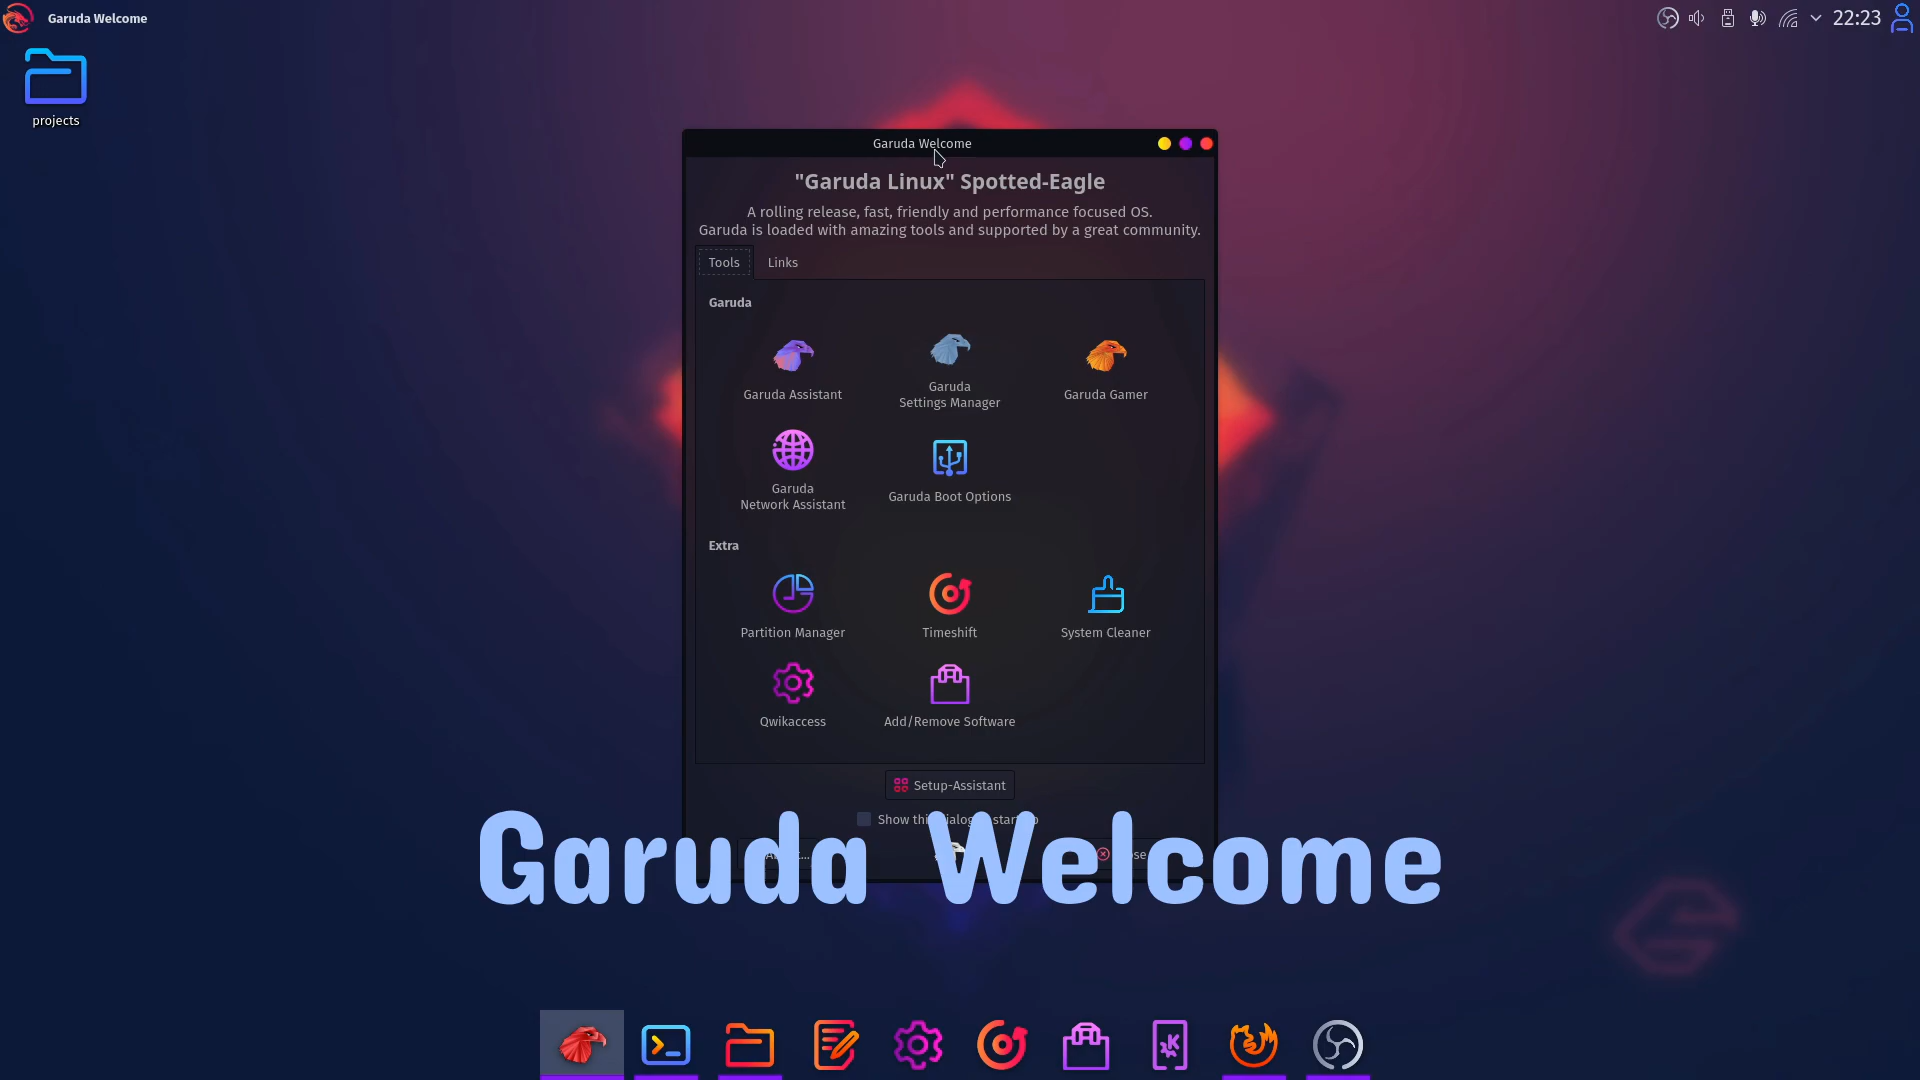 Garuda Welcome
22:23
projects
Garuda Welcome
"Garuda Linux" Spotted-Eagle
A rolling release, fast, friendly and performance focused OS.
Garuda is loaded with amazing tools and supported by a great community.
Tools Links
Garuda
Garuda Assistant
Garuda
Settings Manager
Garuda Gamer
Garuda
Network Assistant
Garuda Boot Options
Extra
Partition Manager
Timeshift
System Cleaner
Qwikaccess
Add/Remove Software
Setup-Assistant
Show
Garuda Welcome